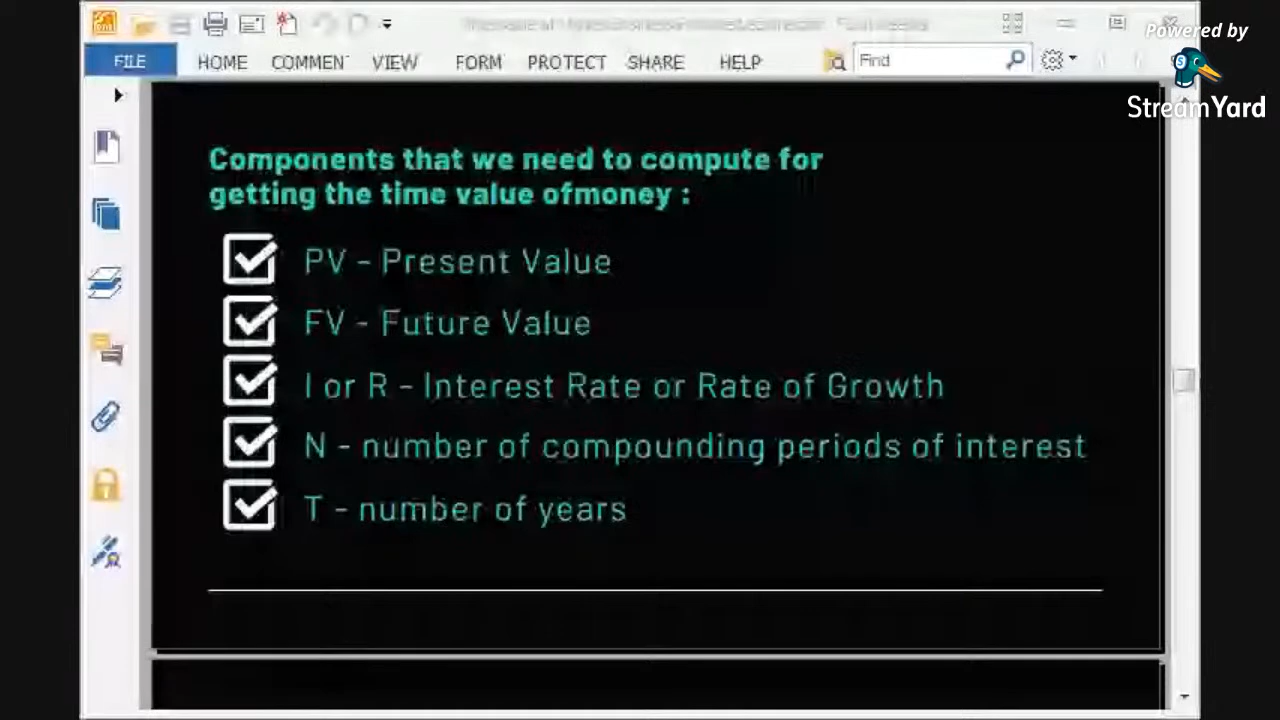 Powered by
StreamYard
FILE HOME COMMEN VIEW FORM PROTECT SHARE HELP Find
Components that we need to compute for
getting the time value ofmoney :
PV - Present Value
FV - Future Value
I or R - Interest Rate or Rate of Growth
N - number of compounding periods of interest
T - number of years